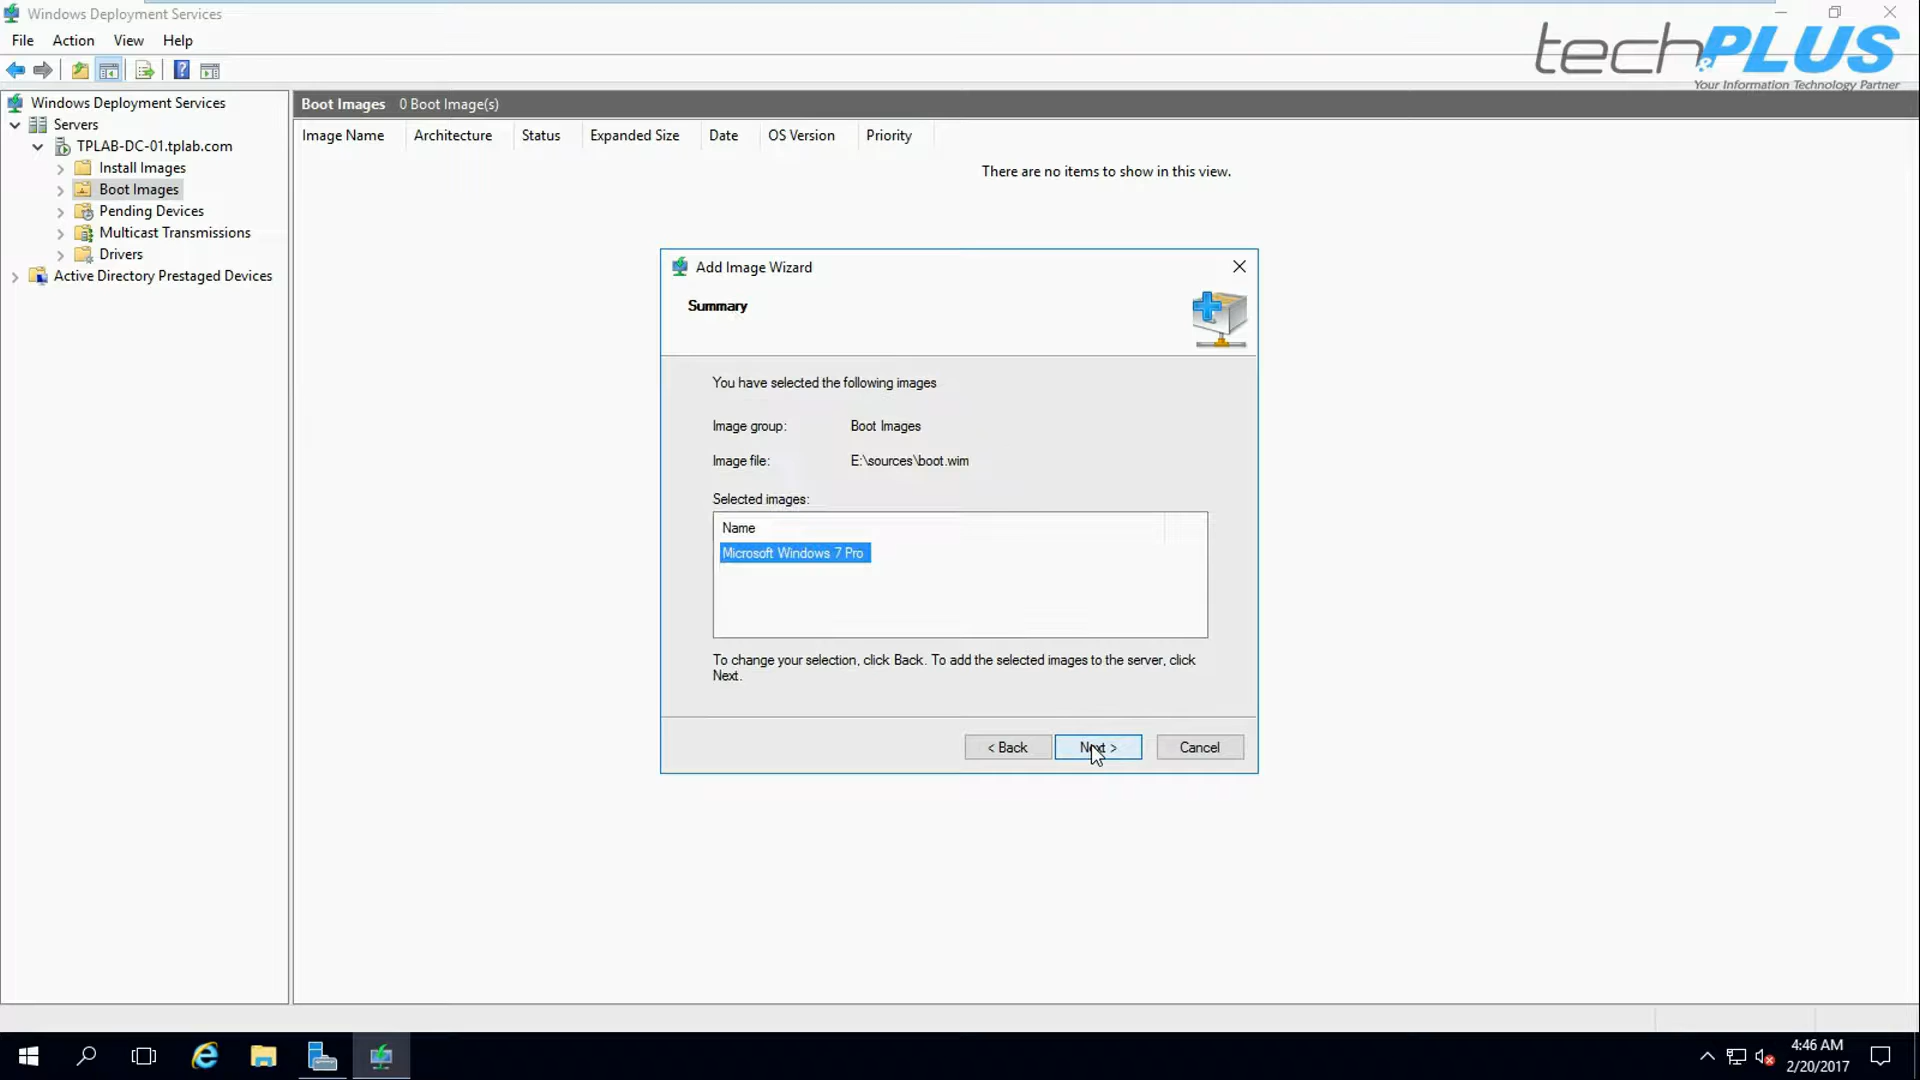 Windows Deployment Services
tech&PLUS
Your Information Technology Partner
File Action View Help
Windows Deployment Services
Servers
TPLAB-DC-01.tplab.com
Install Images
Boot Images
Pending Devices
Multicast Transmissions
Drivers
Active Directory Prestaged Devices
Boot Images 0 Boot Image(s)
Image Name Architecture Status Expanded Size Date OS Version Priority
There are no items to show in this view.
Add Image Wizard
Summary
You have selected the following images
Image group: Boot Images
Image file: E:\sources\boot.wim
Selected images:
Name
Microsoft Windows 7 Pro
To change your selection, click Back. To add the selected images to the server, click
Next.
< Back Next > Cancel
4:46 AM
2/20/2017